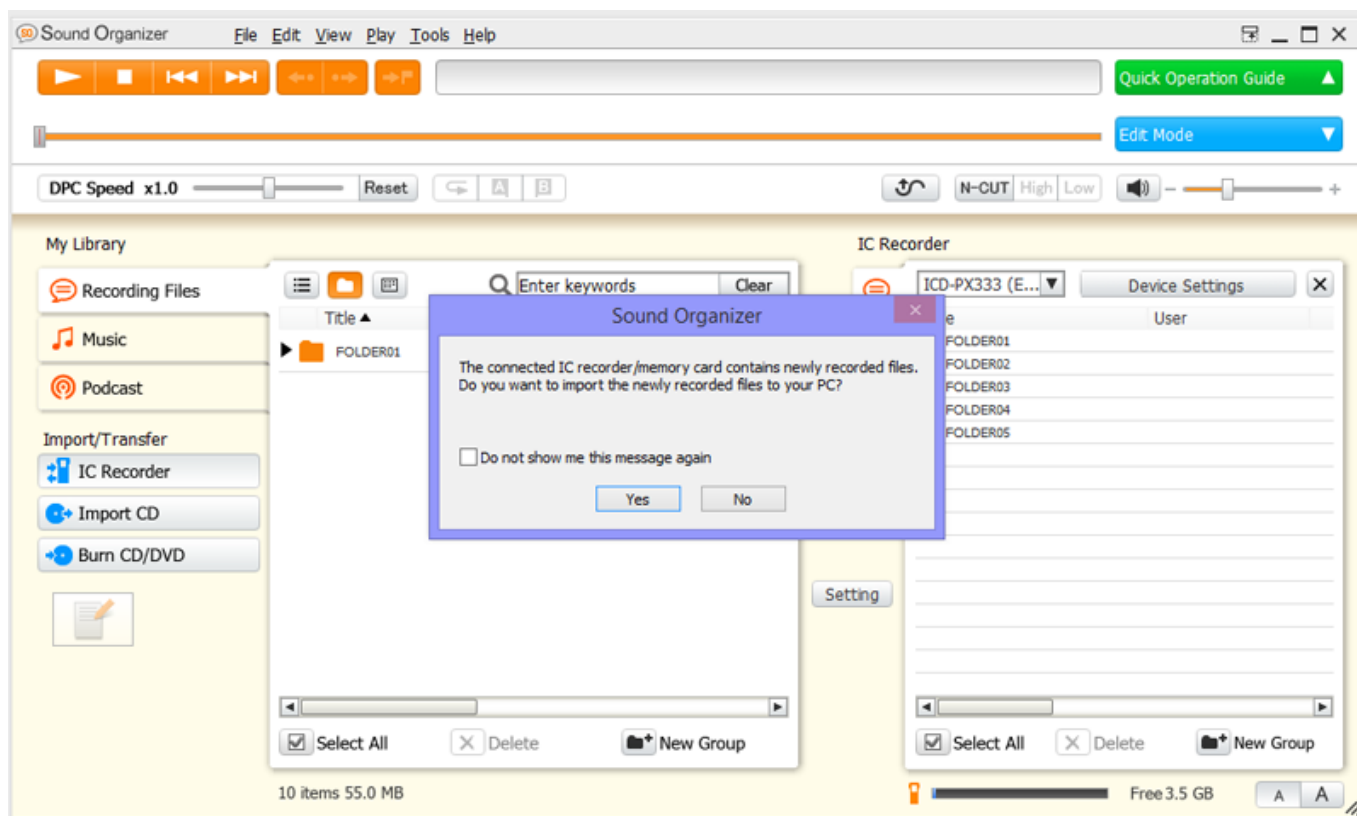 SO Sound Organizer File Edit View Play Tools Help
Quick Operation Guide
Edit Mode
DPC Speed x1.0 Reset A B N-CUT High Low - +
My Library
IC Recorder
Recording Files
Music
Podcast
Import/Transfer
IC Recorder
Import CD
Burn CD/DVD
Enter keywords Clear
Title
FOLDER01
Sound Organizer
The connected IC recorder/memory card contains newly recorded files.
Do you want to import the newly recorded files to your PC?
Do not show me this message again
Yes No
Setting
ICD-PX333 (E... Device Settings
e User
FOLDER01
FOLDER02
FOLDER03
FOLDER04
FOLDER05
Select All Delete New Group
Select All Delete New Group
10 items 55.0 MB
Free 3.5 GB A A